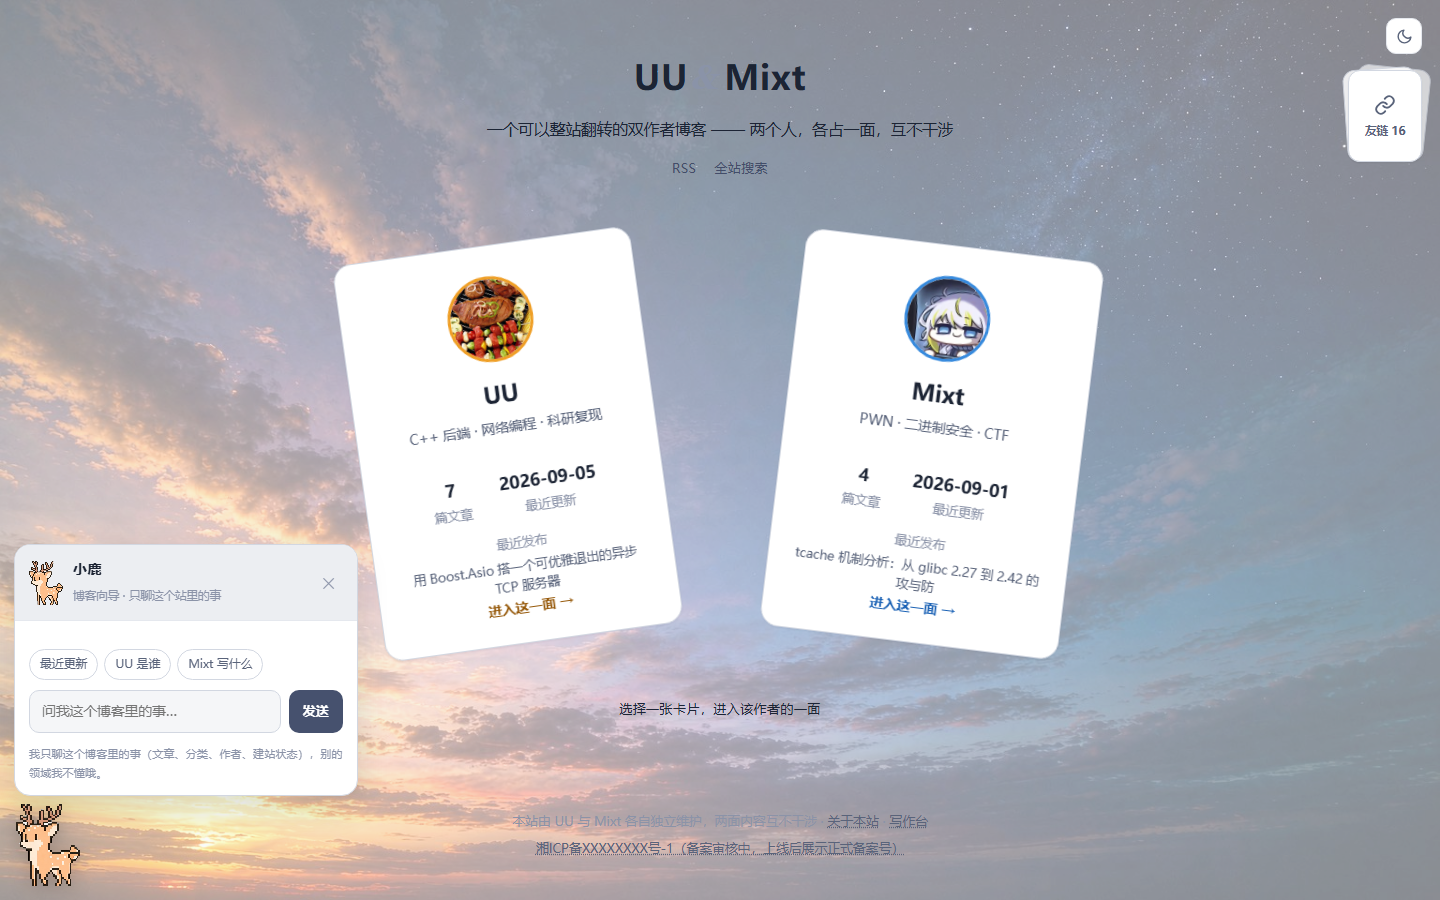 UU Mixt
一个可以整站翻转的双作者博客 —— 两个人，各占一面，互不干涉
RSS 全站搜索
友链 16
UU
C++ 后端 · 网络编程 · 科研复现
7
篇文章
2026-09-05
最近更新
最近发布
用 Boost.Asio 搭一个可优雅退出的异步
TCP 服务器
进入这一面 →
Mixt
PWN · 二进制安全 · CTF
4
篇文章
2026-09-01
最近更新
最近发布
tcache 机制分析：从 glibc 2.27 到 2.42 的
攻与防
进入这一面 →
小鹿
博客向导 · 只聊这个站里的事
最近更新
UU 是谁
Mixt 写什么
问我这个博客里的事...
发送
我只聊这个博客里的事（文章、分类、作者、建站状态），别的
领域我不懂哦。
选择一张卡片，进入该作者的一面
本站由 UU 与 Mixt 各自独立维护，两面内容互不干涉 · 关于本站 写作台
湘ICP备XXXXXXXX号-1（备案审核中，上线后展示正式备案号）